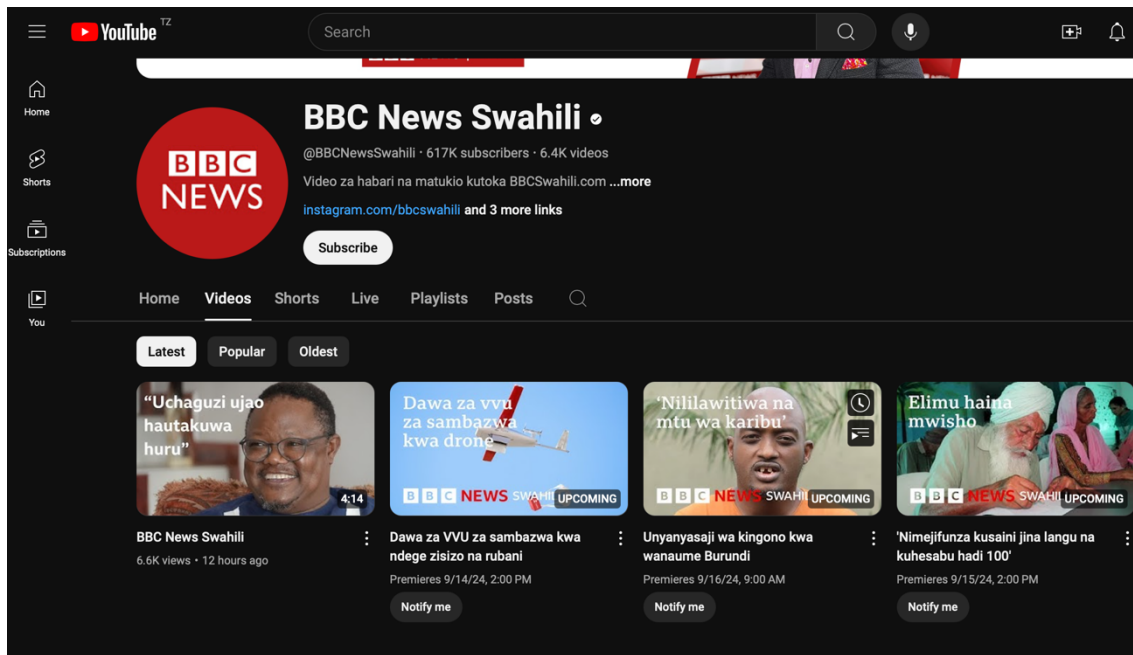 YouTube TZ
Search
Home
Shorts
Subscriptions
You
BBC NEWS
BBC News Swahili
@BBCNewsSwahili · 617K subscribers · 6.4K videos
Video za habari na matukio kutoka BBCSwahili.com ...more
instagram.com/bbcswahili and 3 more links
Subscribe
Home Videos Shorts Live Playlists Posts
Latest Popular Oldest
“Uchaguzi ujao
hautakuwa
huru”
4:14
BBC News Swahili
6.6K views • 12 hours ago
Dawa za vvu
za sambazwa
kwa drone
BBC NEWS SWAHILI UPCOMING
Dawa za VVU za sambazwa kwa
ndege zisizo na rubani
Premieres 9/14/24, 2:00 PM
Notify me
‘Nililawitiwa na
mtu wa karibu’
BBC NEWS SWAHILI UPCOMING
Unyanyasaji wa kingono kwa
wanaume Burundi
Premieres 9/16/24, 9:00 AM
Notify me
Elimu haina
mwisho
BBC NEWS SWAHILI UPCOMING
'Nimejifunza kusaini jina langu na
kuhesabu hadi 100'
Premieres 9/15/24, 2:00 PM
Notify me